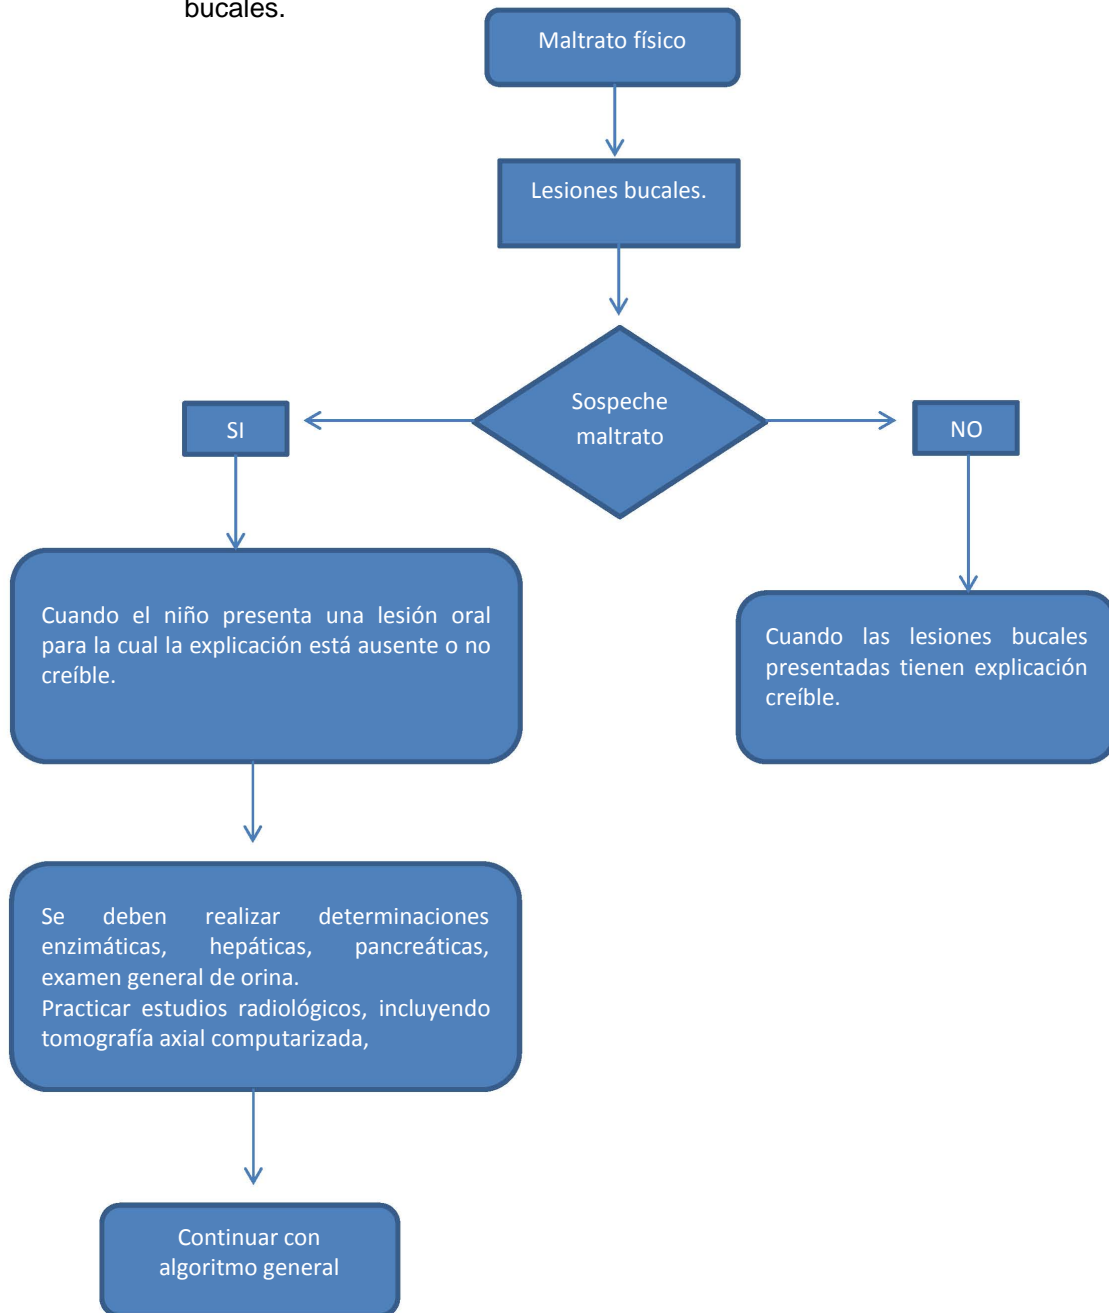 bucales.
Maltrato físico
Lesiones bucales.
Sospeche
maltrato
SI
NO
Cuando el niño presenta una lesión oral
para la cual la explicación está ausente o no
creíble.
Cuando las lesiones bucales
presentadas tienen explicación
creíble.
Se deben realizar determinaciones
enzimáticas, hepáticas, pancreáticas,
examen general de orina.
Practicar estudios radiológicos, incluyendo
tomografía axial computarizada,
Continuar con
algoritmo general